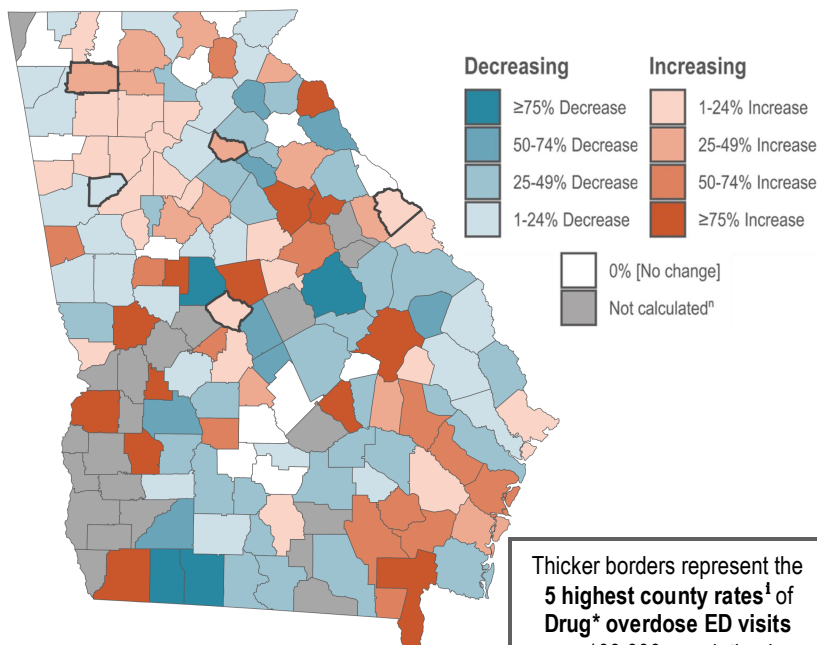 Decreasing
≥75% Decrease
50-74% Decrease
25-49% Decrease
1-24% Decrease
Increasing
1-24% Increase
25-49% Increase
50-74% Increase
≥75% Increase
0% [No change]
Not calculatedⁿ
Thicker borders represent the
5 highest county rates¹ of
Drug* overdose ED visits